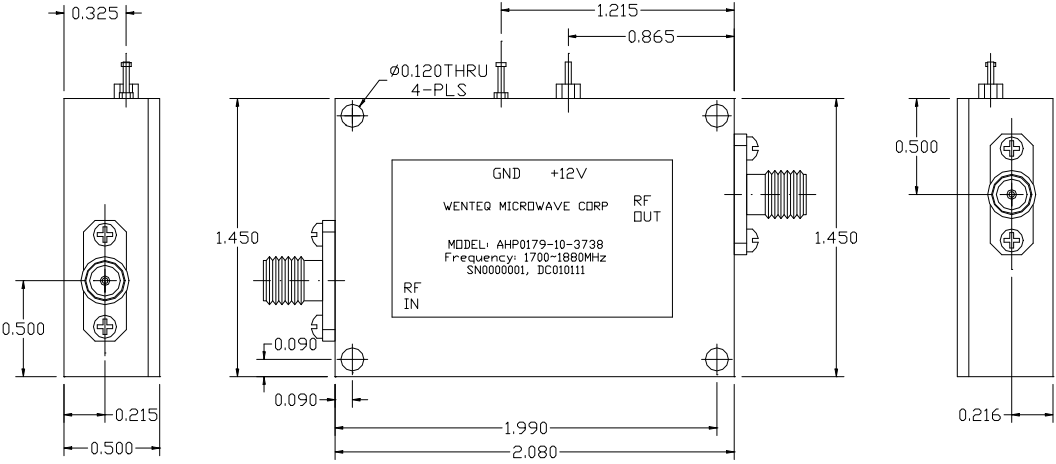 0.325
1.215
0.865
Ø0.120THRU
4-PLS
0.500
GND +12V
WENTEQ MICROWAVE CORP
RF
OUT
1.450
1.450
MODEL: AHP0179-10-3738
Frequency: 1700~1880MHz
SN0000001, DC010111
RF
IN
0.500
0.090
0.090
0.215
0.216
1.990
0.500
2.080